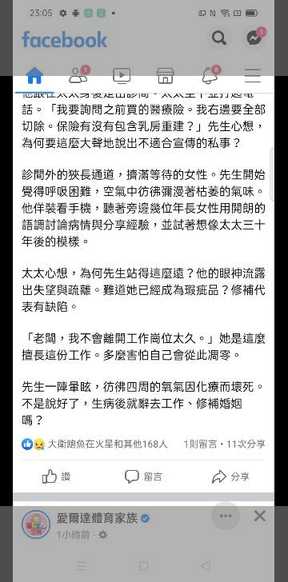 23:05
facebook
話。「我要詢問之前買的醫療險。我右邊要全部
切除。保險有沒有包含乳房重建？」先生心想，
為何要這麼大聲地說出不適合宣傳的私事？
診間外的狹長通道，擠滿等待的女性。先生開始
覺得呼吸困難，空氣中彷彿瀰漫著枯萎的氣味。
他佯裝看手機，聽著旁邊幾位年長女性用開朗的
語調討論病情與分享經驗，並試著想像太太三十
年後的模樣。
太太心想，為何先生站得這麼遠？他的眼神流露
出失望與疏離。難道她已經成為瑕疵品？修補代
表有缺陷。
「老闆，我不會離開工作崗位太久。」她是這麼
擅長這份工作。多麼害怕自己會從此凋零。
先生一陣暈眩，彷彿四周的氧氣因化療而壞死。
不是說好了，生病後就辭去工作、修補婚姻
嗎？
大衛鮑魚在火星和其他168人 1則留言・11次分享
讚 留言 分享
愛爾達體育家族
1小時前